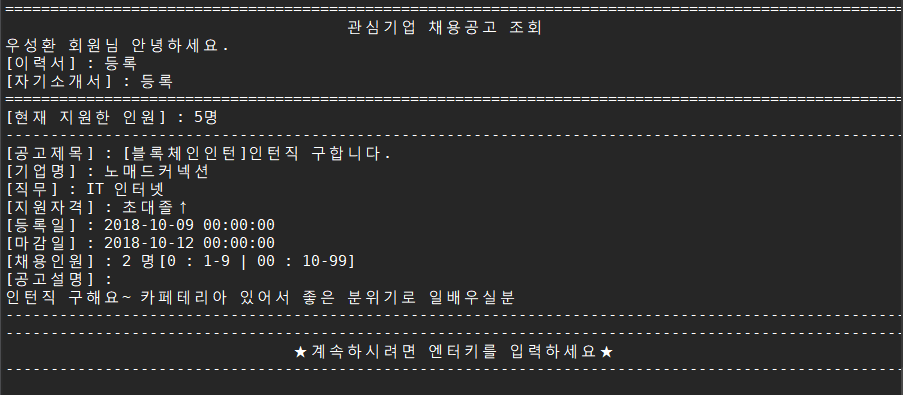 관심기업 채용공고 조회
우성환 회원님 안녕하세요.
[이력서] : 등록
[자기소개서] : 등록
[현재 지원한 인원] : 5명
[공고제목] : [블록체인인턴]인턴직 구합니다.
[기업명] : 노매드커넥션
[직무] : IT 인터넷
[지원자격] : 초대졸↑
[등록일] : 2018-10-09 00:00:00
[마감일] : 2018-10-12 00:00:00
[채용인원] : 2 명[0 : 1-9 | 00 : 10-99]
[공고설명] :
인턴직 구해요~ 카페테리아 있어서 좋은 분위기로 일배우실분
★계속하시려면 엔터키를 입력하세요★